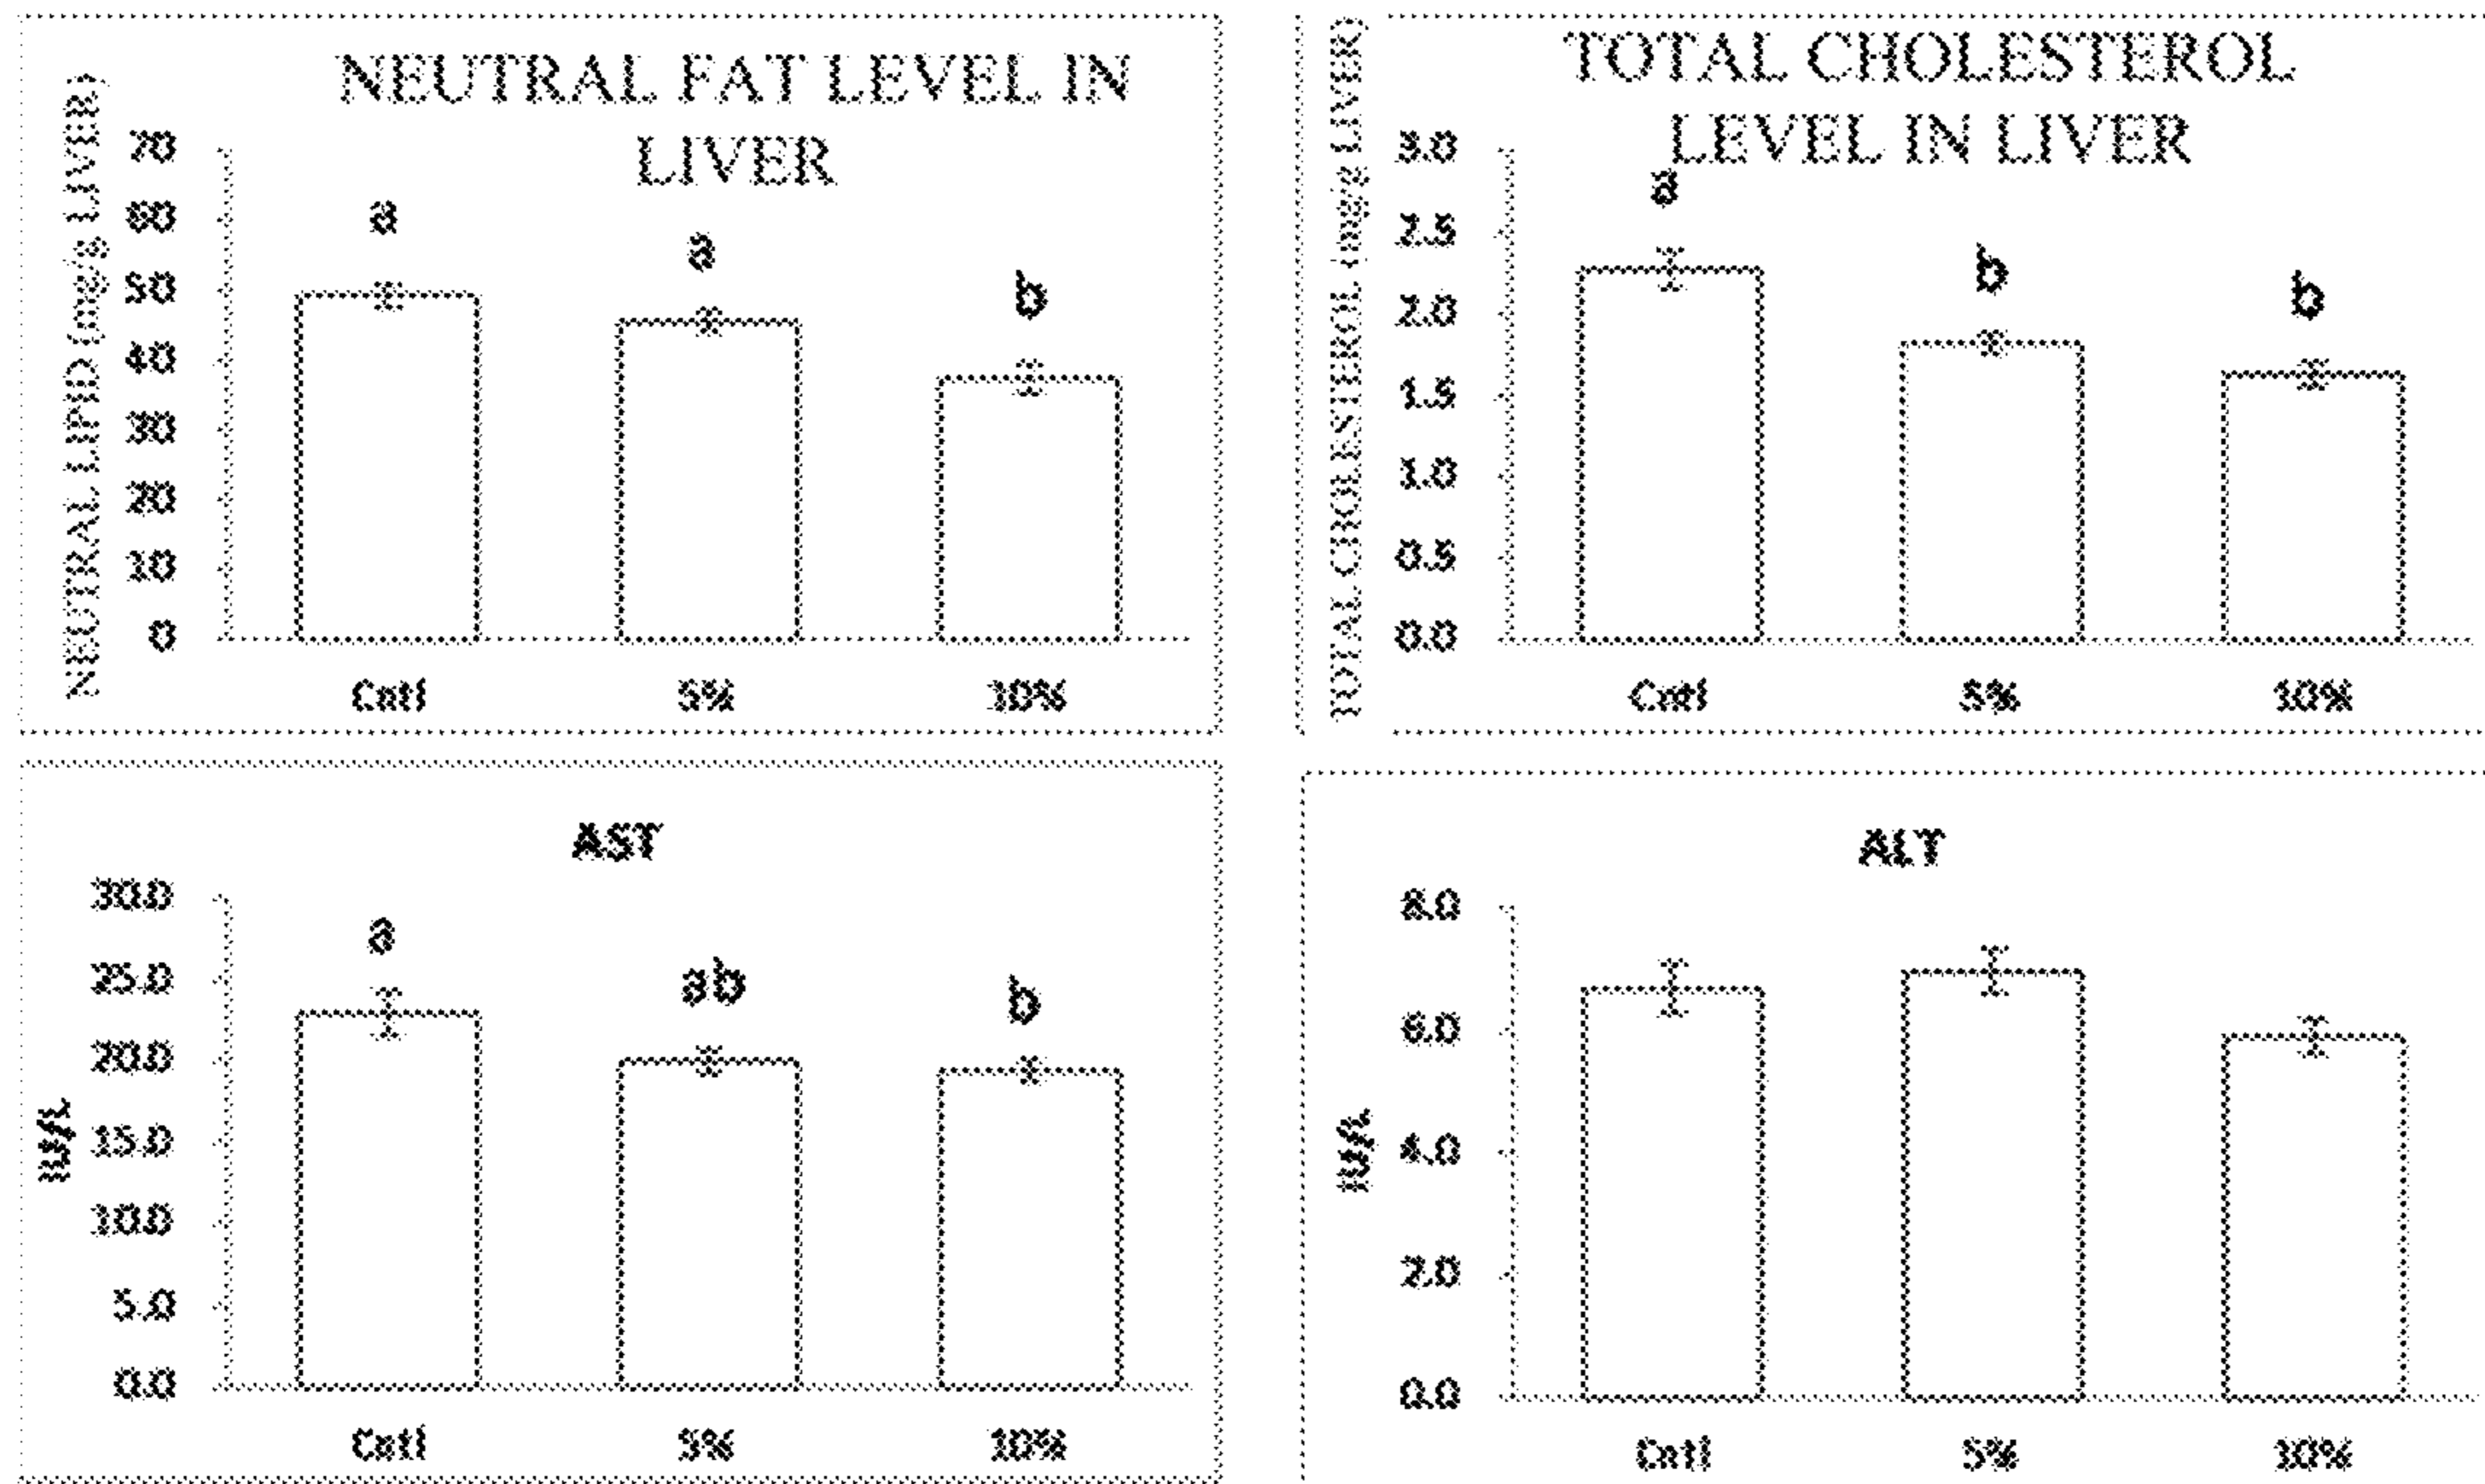 NEUTRAL FAT LEVEL IN
LIVER
NEUTRAL LIPID (mg/g LIVER)
70
60
50
40
30
20
10
0
a
a
b
Cntl
5%
10%
TOTAL CHOLESTEROL
LEVEL IN LIVER
TOTAL CHOLESTEROL (mg/g LIVER)
3.0
2.5
2.0
1.5
1.0
0.5
0.0
a
b
b
Cntl
5%
10%
AST
IU/L
30.0
25.0
20.0
15.0
10.0
5.0
0.0
a
ab
b
Cntl
5%
10%
ALT
IU/L
8.0
6.0
4.0
2.0
0.0
Cntl
5%
10%